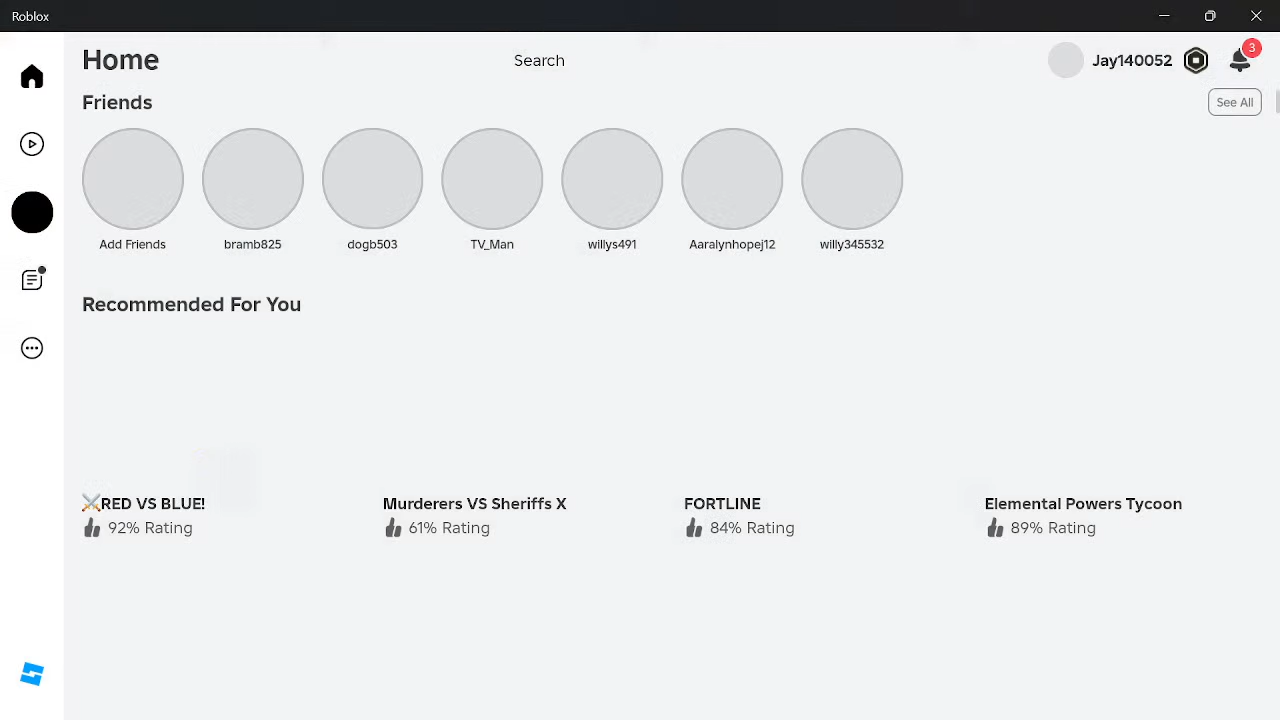 Roblox
Home
Search
Jay140052
3
Friends
See All
Add Friends
bramb825
dogb503
TV_Man
willys491
Aaralynhopej12
willy345532
Recommended For You
⚔️RED VS BLUE!
Murderers VS Sheriffs X
FORTLINE
Elemental Powers Tycoon
92% Rating
61% Rating
84% Rating
89% Rating